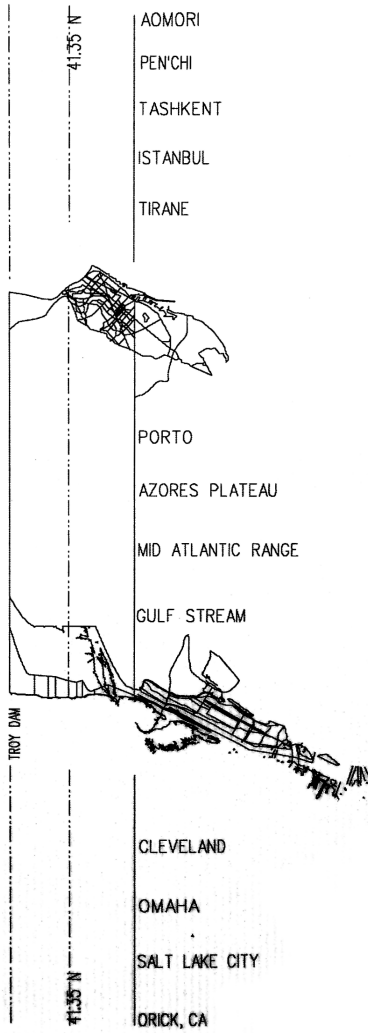 41.35 N
AOMORI
PEN'CHI
TASHKENT
ISTANBUL
TIRANE
PORTO
AZORES PLATEAU
MID ATLANTIC RANGE
GULF STREAM
TROY DAM
CLEVELAND
OMAHA
SALT LAKE CITY
41.35 N
ORICK, CA